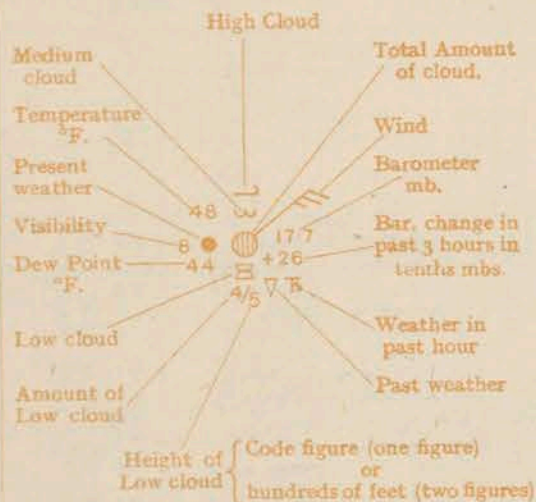 High Cloud
Medium
cloud
Total Amount
of cloud.
Temperature
°F.
Wind
Present
weather
Barometer
mb.
48
Visibility
8
17 7
Bar. change in
past 3 hours in
tenths mbs.
+26
Dew Point
°F.
44
4/5
Low cloud
Weather in
past hour
Amount of
Low cloud
Past weather
Height of
Low cloud
Code figure (one figure)
or
hundreds of feet (two figures)